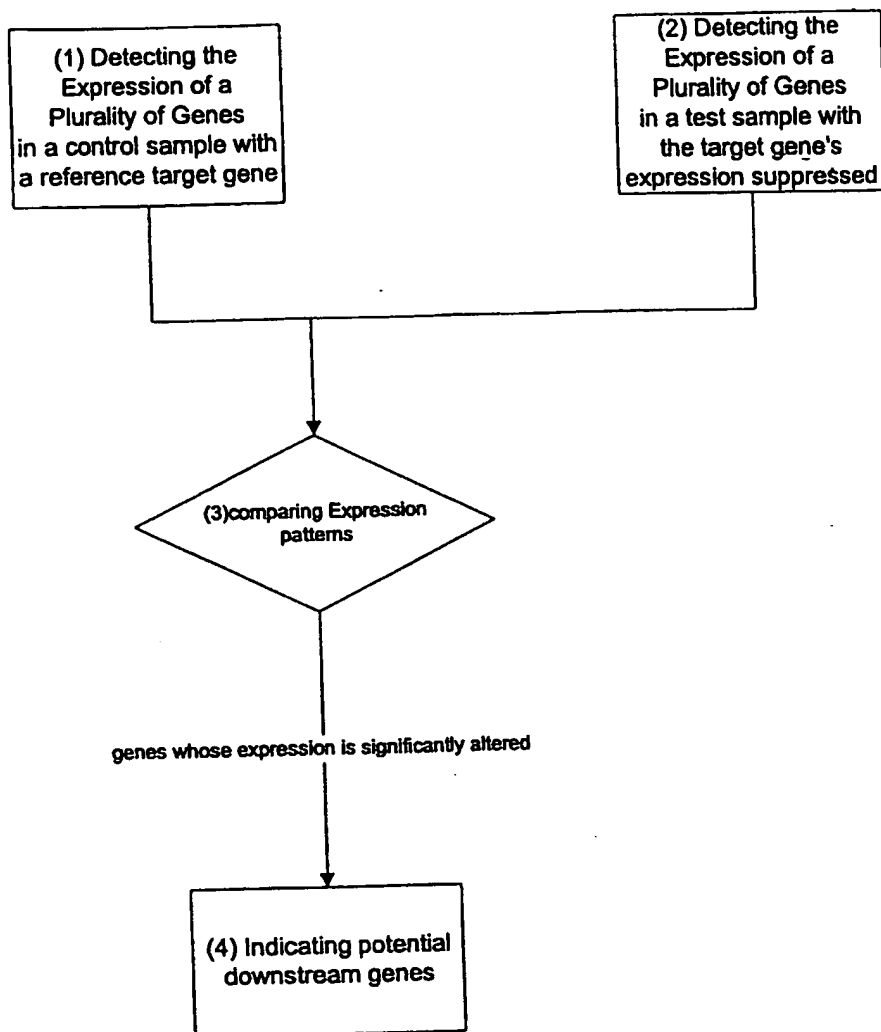 (1) Detecting the
Expression of a
Plurality of Genes
in a control sample with
a reference target gene
(2) Detecting the
Expression of a
Plurality of Genes
in a test sample with
the target gene's
expression suppressed
(3)comparing Expression
patterns
genes whose expression is significantly altered
(4) Indicating potential
downstream genes